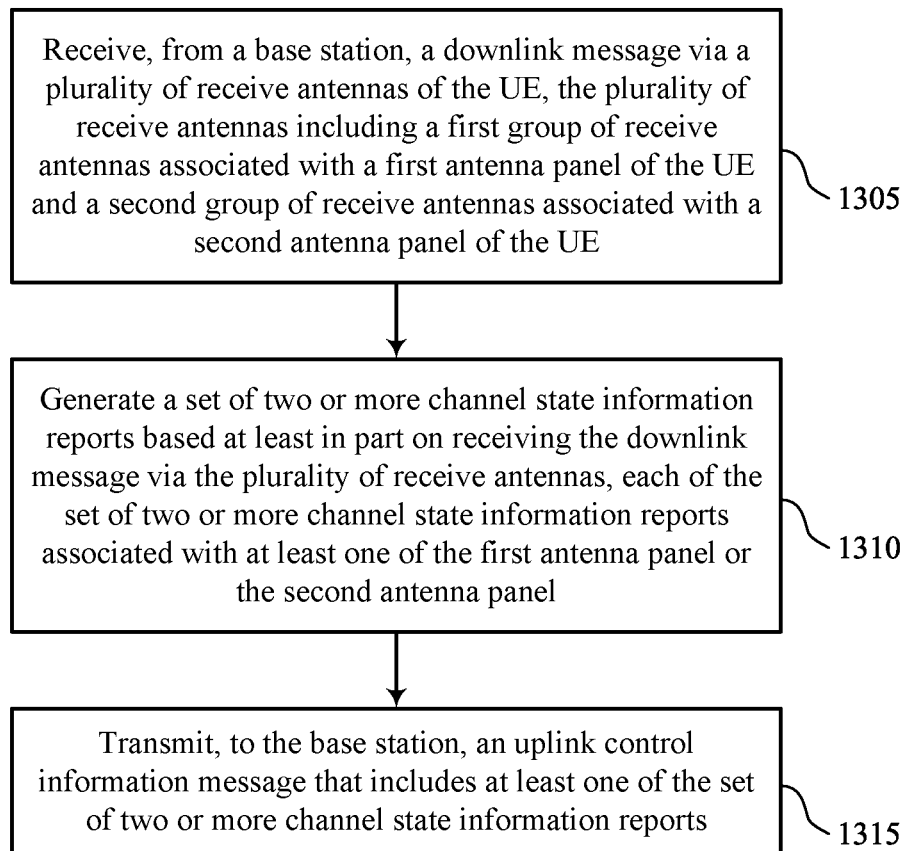 Receive, from a base station, a downlink message via a
plurality of receive antennas of the UE, the plurality of
receive antennas including a first group of receive
antennas associated with a first antenna panel of the UE
and a second group of receive antennas associated with a
second antenna panel of the UE
1305
Generate a set of two or more channel state information
reports based at least in part on receiving the downlink
message via the plurality of receive antennas, each of the
set of two or more channel state information reports
associated with at least one of the first antenna panel or
the second antenna panel
1310
Transmit, to the base station, an uplink control
information message that includes at least one of the set
of two or more channel state information reports
1315